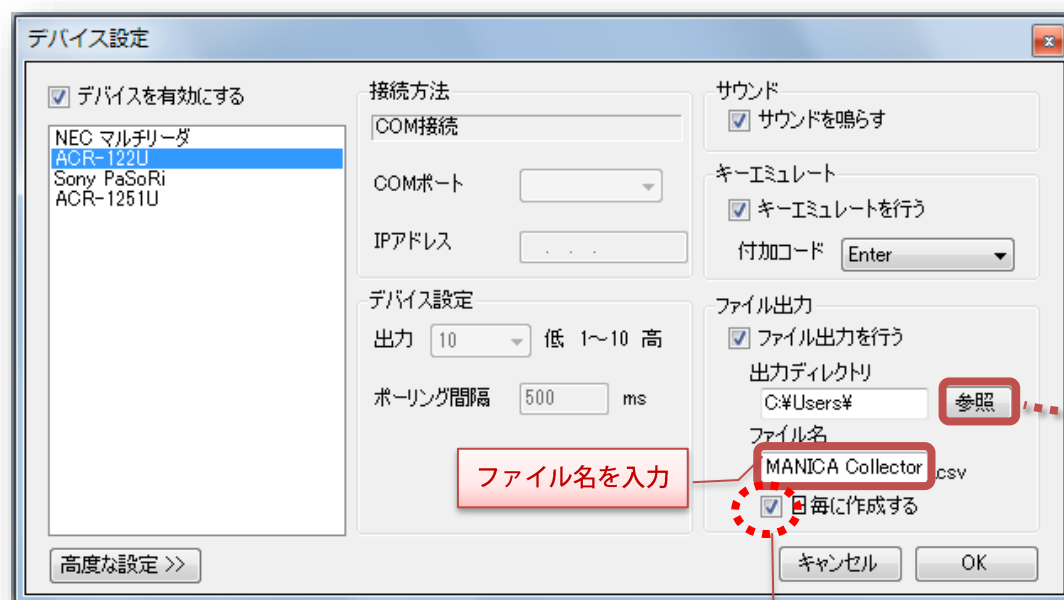 デバイス設定
デバイスを有効にする
NEC マルチリーダ
ACR-122U
Sony PaSoRi
ACR-1251U
高度な設定 >>
接続方法
COM接続
COMポート
IPアドレス
. . .
デバイス設定
出力 10 低 1～10 高
ポーリング間隔 500 ms
サウンド
サウンドを鳴らす
キーエミュレート
キーエミュレートを行う
付加コード Enter
ファイル出力
ファイル出力を行う
出力ディレクトリ
C:¥Users¥ 参照
ファイル名
MANICA Collector .csv
ファイル名を入力
日毎に作成する
キャンセル OK